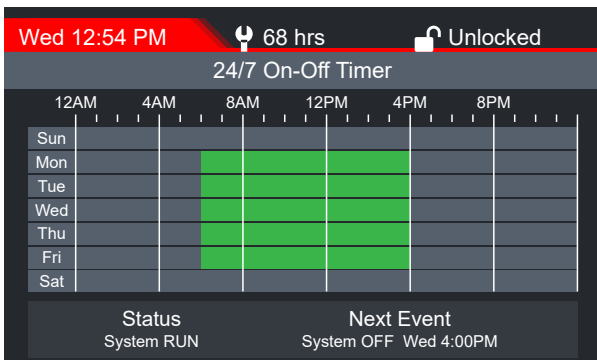 Wed 12:54 PM 68 hrs Unlocked
24/7 On-Off Timer
12AM 4AM 8AM 12PM 4PM 8PM
Sun
Mon
Tue
Wed
Thu
Fri
Sat
Status Next Event
System RUN System OFF Wed 4:00PM